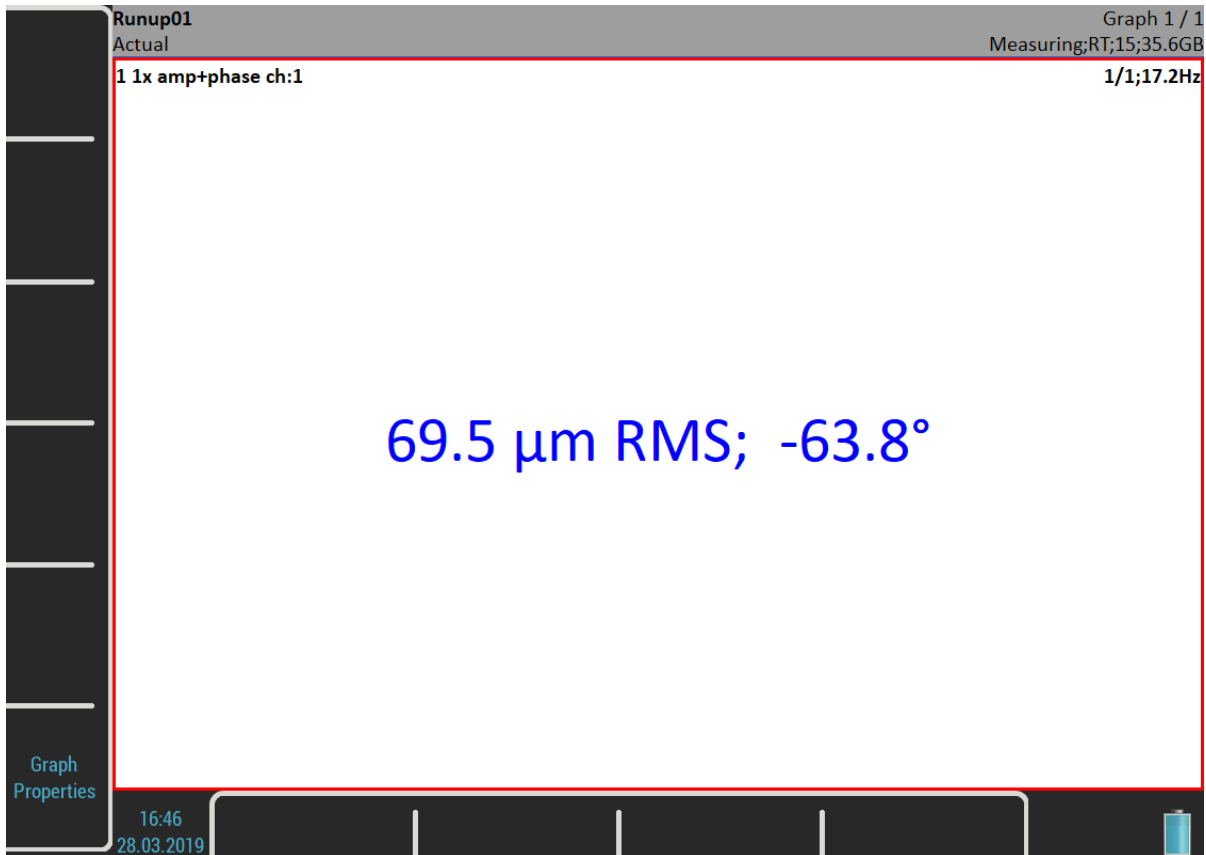 Runup01
Graph 1 / 1
Actual
Measuring;RT;15;35.6GB
1 1x amp+phase ch:1
1/1;17.2Hz
69.5 µm RMS; -63.8°
Graph
Properties
16:46
28.03.2019